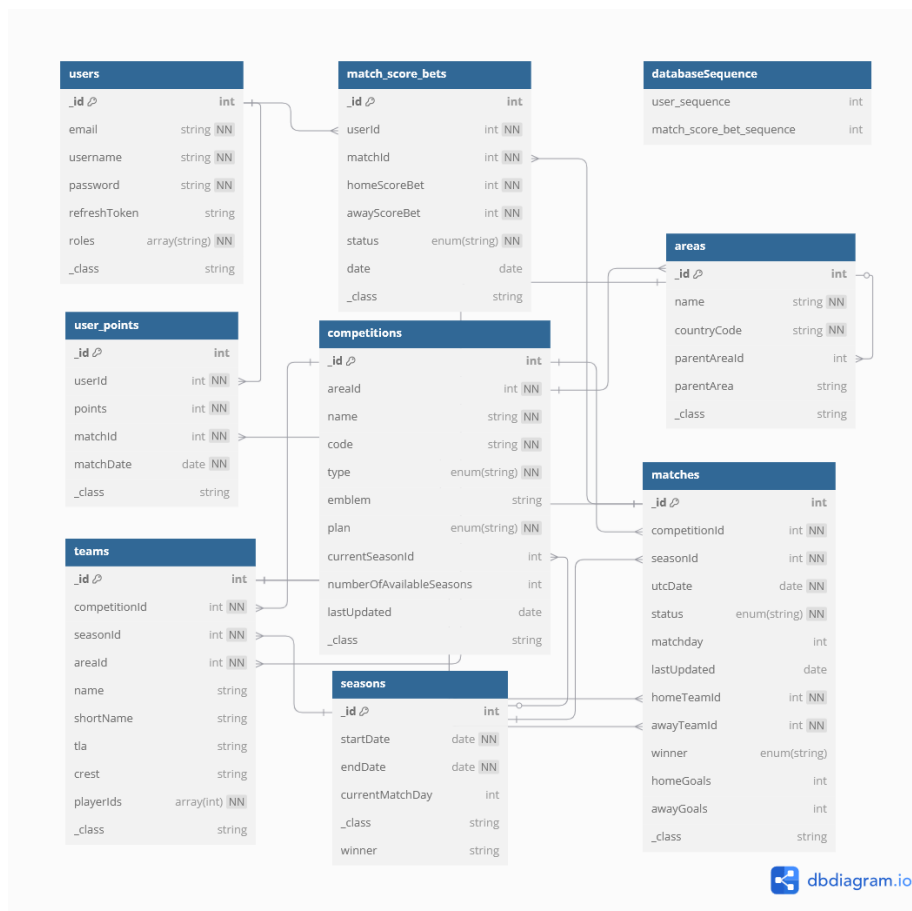 users
_id int
email string NN
username string NN
password string NN
refreshToken string
roles array(string) NN
_class string
match_score_bets
_id int
userId int NN
matchId int NN
homeScoreBet int NN
awayScoreBet int NN
status enum(string) NN
date date
_class string
databaseSequence
user_sequence int
match_score_bet_sequence int
areas
_id int
name string NN
countryCode string NN
parentAreaId int
parentArea string
_class string
user_points
_id int
userId int NN
points int NN
matchId int NN
matchDate date NN
_class string
competitions
_id int
areaId int NN
name string NN
code string NN
type enum(string) NN
emblem string
plan enum(string) NN
currentSeasonId int
numberOfAvailableSeasons int
lastUpdated date
_class string
matches
_id int
competitionId int NN
seasonId int NN
utcDate date NN
status enum(string) NN
matchday int
lastUpdated date
homeTeamId int NN
awayTeamId int NN
winner enum(string)
homeGoals int
awayGoals int
_class string
teams
_id int
competitionId int NN
seasonId int NN
areaId int NN
name string
shortName string
tla string
crest string
playerIds array(int) NN
_class string
seasons
_id int
startDate date NN
endDate date NN
currentMatchDay int
_class string
winner string
dbdiagram.io